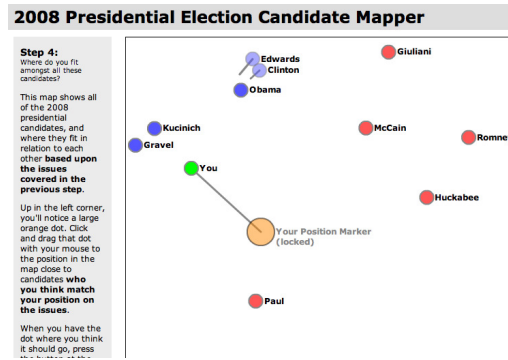 2008 Presidential Election Candidate Mapper
Step 4:
Where do you fit
amongst all these
candidates?
This map shows all
of the 2008
presidential
candidates, and
where they fit in
relation to each
other based upon
the issues
covered in the
previous step.
Up in the left corner,
you'll notice a large
orange dot. Click
and drag that dot
with your mouse to
the position in the
map close to
candidates who
you think match
your position on
the issues.
When you have the
dot where you think
it should go, press
the button at the
Edwards
Clinton
Obama
Giuliani
Kucinich
Gravel
McCain
Romne
You
Huckabee
Your Position Marker
(locked)
Paul